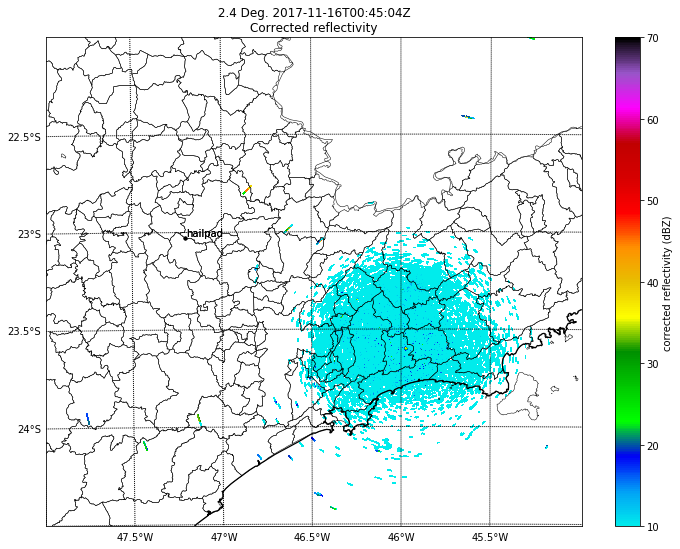 2.4 Deg. 2017-11-16T00:45:04Z
Corrected reflectivity
22.5°S
23°S
23.5°S
24°S
hailpad
47.5°W
47°W
46.5°W
46°W
45.5°W
70
60
50
40
30
20
10
corrected reflectivity (dBZ)